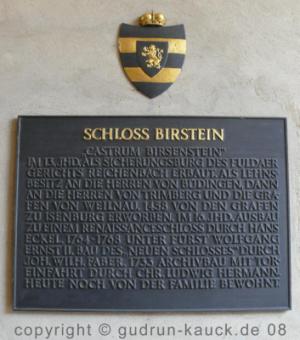 SCHLOSS BIRSTEIN
„CASTRUM BIRSENSTEIN"
IM 13. JHD. ALS SICHERUNGSBURG DES FULDAER
GERICHTS REICHENBACH ERBAUT. ALS LEHNS-
BESITZ AN DIE HERREN VON BÜDINGEN, DANN
AN DIE HERREN VON TRIMBERG UND DIE GRA-
FEN VON WEILNAU. 1458 VON DEN GRAFEN
ZU ISENBURG ERWORBEN. IM 16. JHD. AUSBAU
ZU EINEM RENAISSANCESCHLOSS DURCH HANS
ECKEL. 1764-1768 UNTER FÜRST WOLFGANG
ERNST II. BAU DES „NEUEN SCHLOSSES" DURCH
JOH. WILH. FABER. 1733 ARCHIVBAU MIT TOR-
EINFAHRT DURCH CHR. LUDWIG HERMANN.
HEUTE NOCH VON DER FAMILIE BEWOHNT.
copyright © gudrun-kauck.de 08